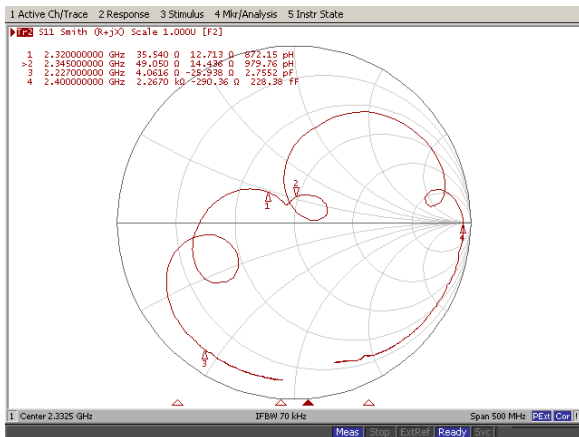 1 Active Ch/Trace 2 Response 3 Stimulus 4 Mkr/Analysis 5 Instr State
Tr2 S11 Smith (R+jX) Scale 1.000U [F2]
1 2.320000000 GHz 35.540 Ω 12.713 Ω 872.15 pH
>2 2.345000000 GHz 49.050 Ω 14.436 Ω 979.76 pH
3 2.227000000 GHz 4.0616 Ω -25.938 Ω 2.7552 pF
4 2.400000000 GHz 2.2670 kΩ -290.36 Ω 228.38 fF
2
1
4
3
1 Center 2.3325 GHz IFBW 70 kHz Span 500 MHz PExt Cor !
Meas Stop ExtRef Ready Svc